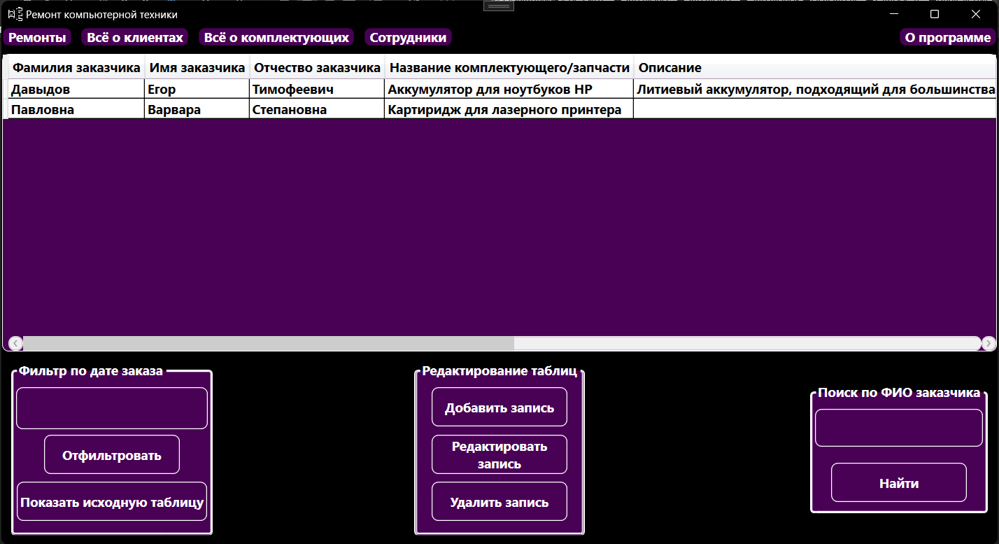 Ремонт компьютерной техники
Ремонты Всё о клиентах Всё о комплектующих Сотрудники О программе
Фамилия заказчика Имя заказчика Отчество заказчика Название комплектующего/запчасти Описание
Давыдов Егор Тимофеевич Аккумулятор для ноутбуков HP Литиевый аккумулятор, подходящий для большинства
Павловна Варвара Степановна Картиридж для лазерного принтера
Фильтр по дате заказа
Отфильтровать
Показать исходную таблицу
Редактирование таблиц
Добавить запись
Редактировать
запись
Удалить запись
Поиск по ФИО заказчика
Найти